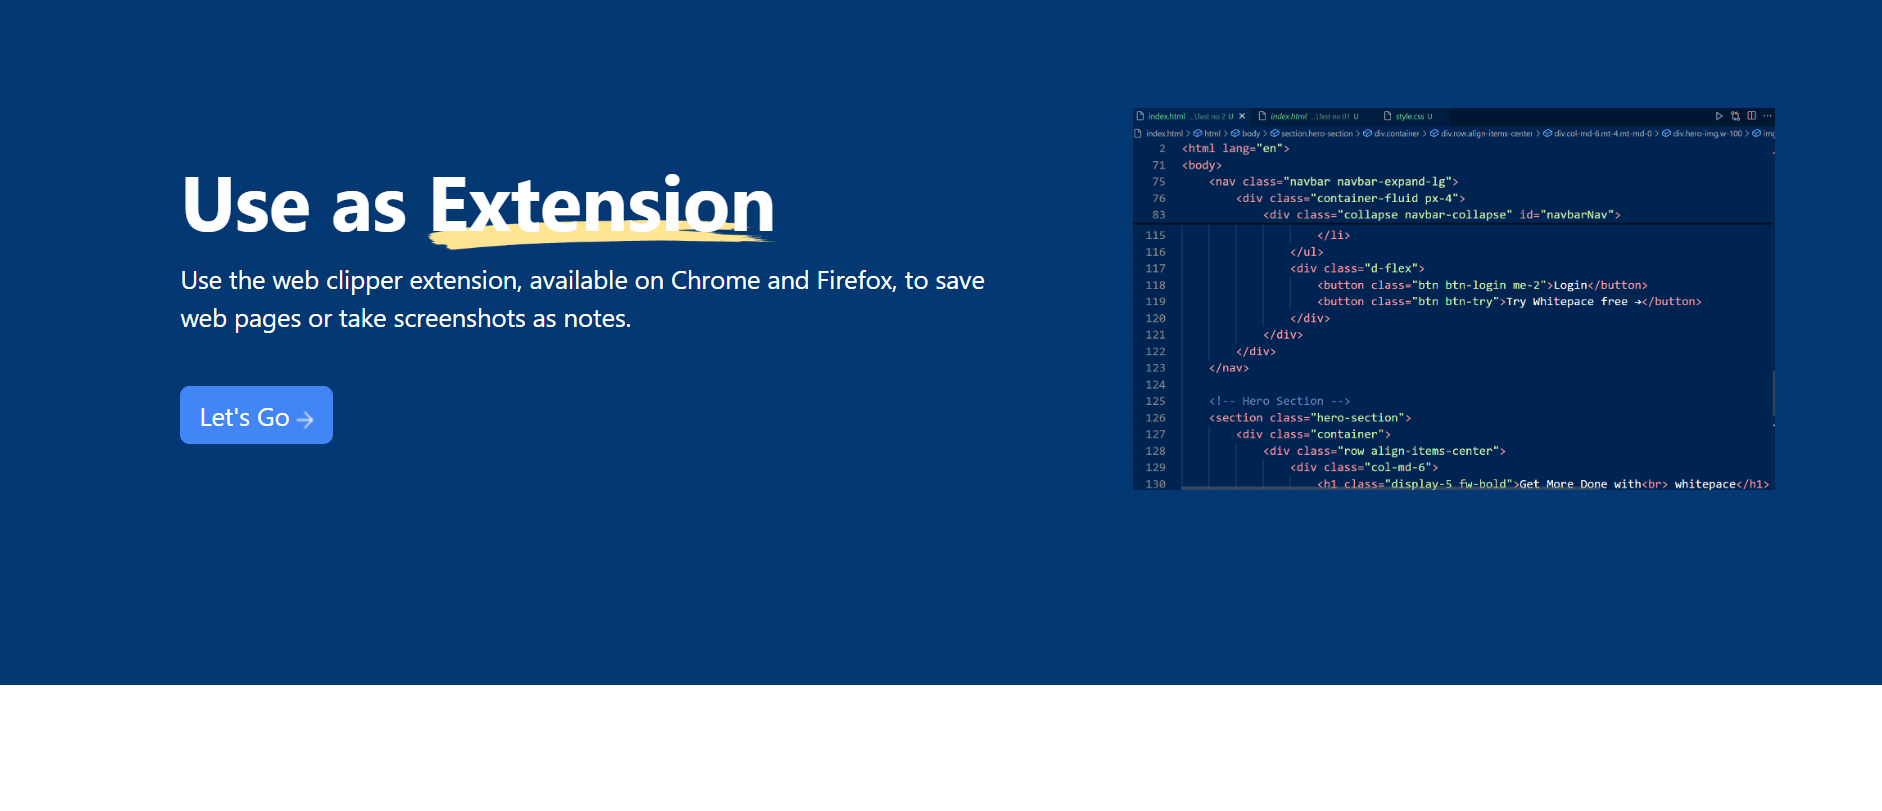 Use as Extension
Use the web clipper extension, available on Chrome and Firefox, to save
web pages or take screenshots as notes.
Let's Go →
index.html ...\Test no 2 U × index.html ...\Test no 01 U style.css U
index.html > html > body > section.hero-section > div.container > div.row.align-items-center > div.col-md-6.mt-4.mt-md-0 > div.hero-img.w-100 > img
2 <html lang="en">
71 <body>
75 <nav class="navbar navbar-expand-lg">
76 <div class="container-fluid px-4">
83 <div class="collapse navbar-collapse" id="navbarNav">
115 </li>
116 </ul>
117 <div class="d-flex">
118 <button class="btn btn-login me-2">Login</button>
119 <button class="btn btn-try">Try Whitepace free →</button>
120 </div>
121 </div>
122 </div>
123 </nav>
124
125 <!-- Hero Section -->
126 <section class="hero-section">
127 <div class="container">
128 <div class="row align-items-center">
129 <div class="col-md-6">
130 <h1 class="display-5 fw-bold">Get More Done with<br> whitepace</h1>